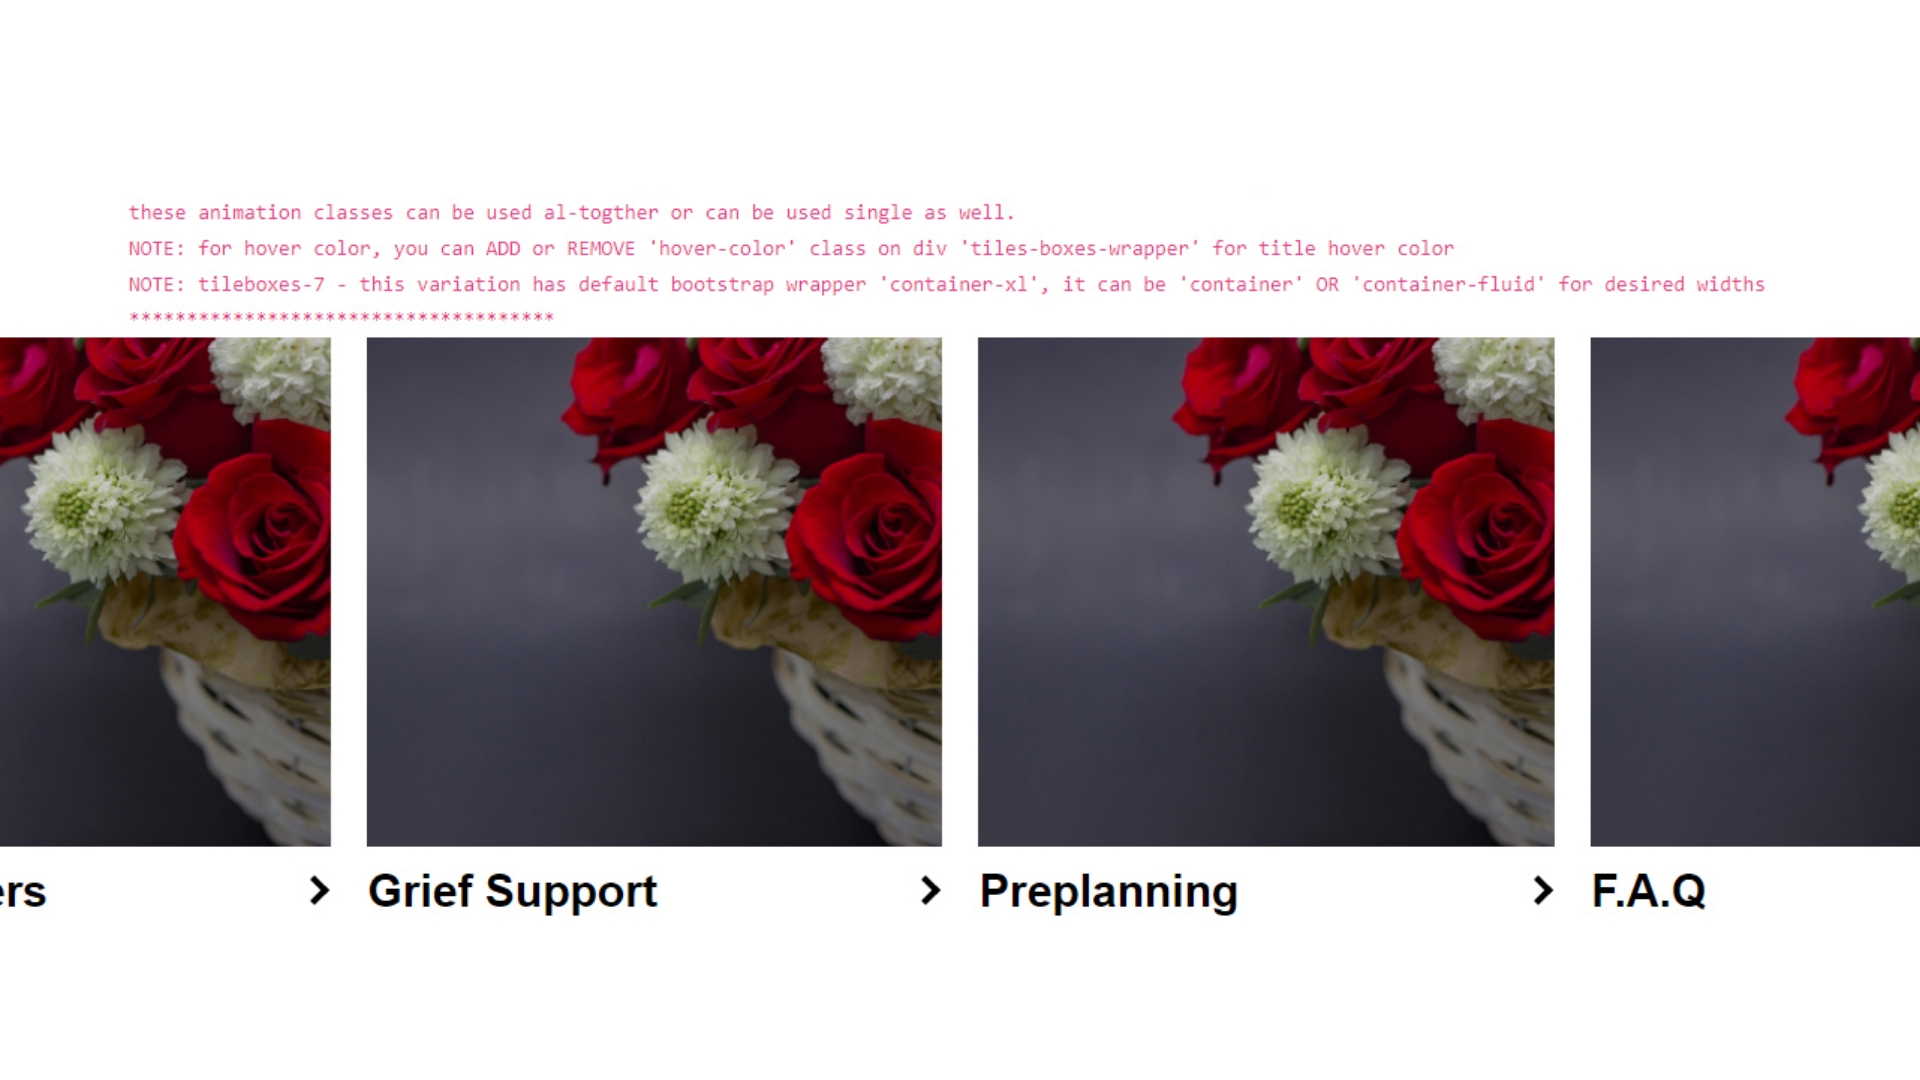 these animation classes can be used al-togther or can be used single as well.
NOTE: for hover color, you can ADD or REMOVE 'hover-color' class on div 'tiles-boxes-wrapper' for title hover color
NOTE: tileboxes-7 - this variation has default bootstrap wrapper 'container-xl', it can be 'container' OR 'container-fluid' for desired widths
*************************************
ers
Grief Support
Preplanning
F.A.Q